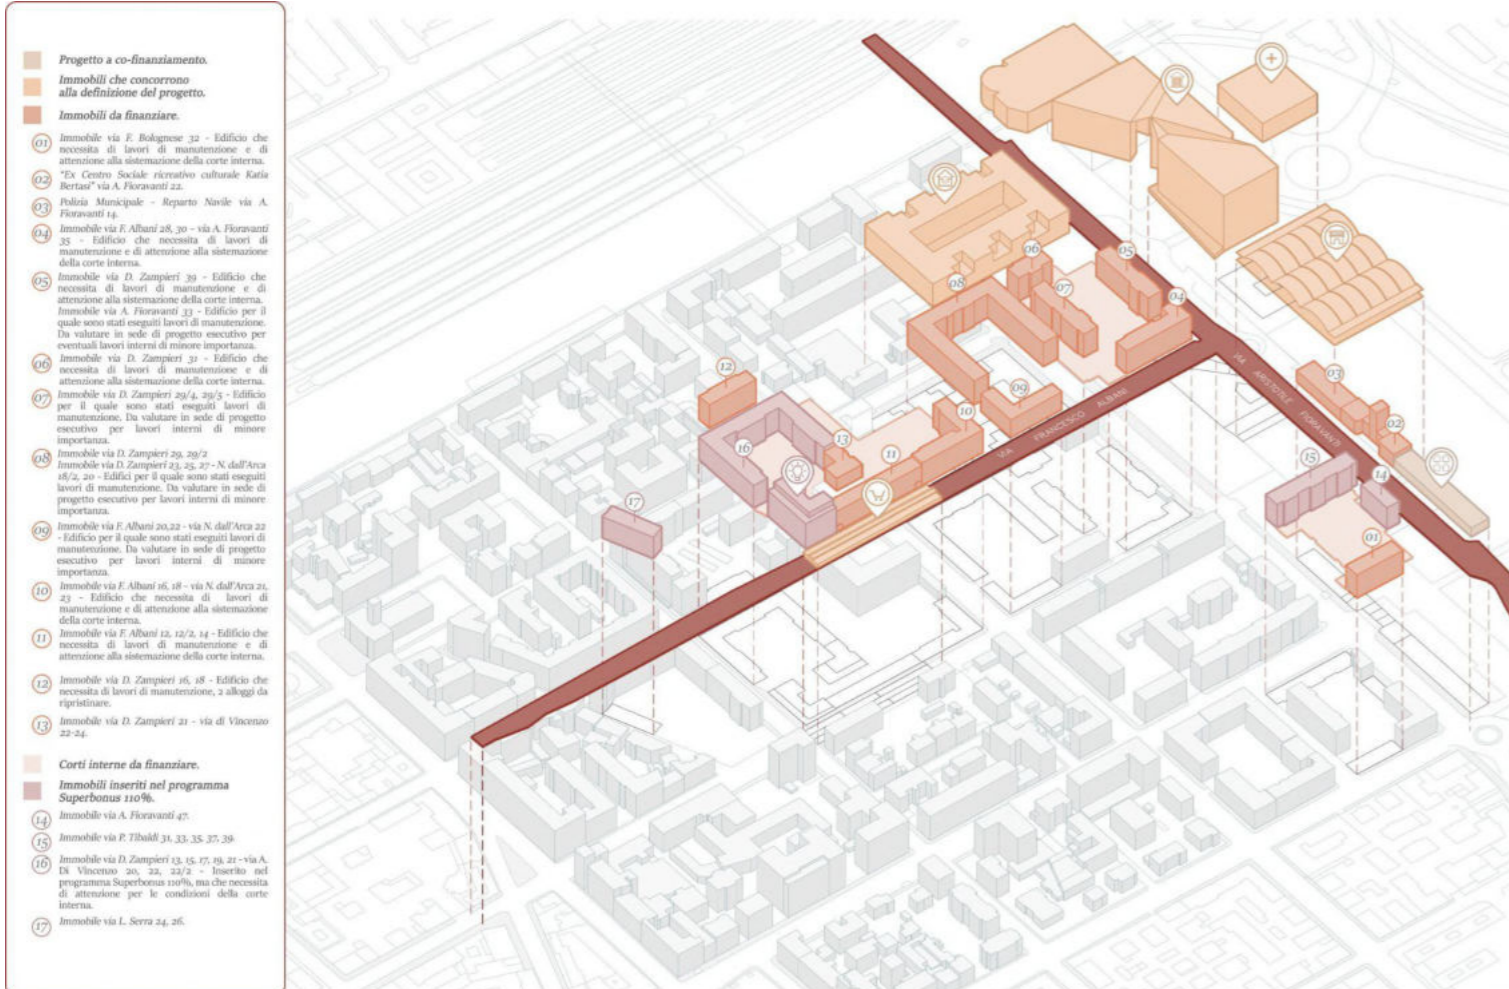 Progetto a co-finanziamento.
Immobili che concorrono
alla definizione del progetto.
Immobili da finanziare.
01 Immobile via F. Bolognese 32 - Edificio che
necessita di lavori di manutenzione e di
attenzione alla sistemazione della corte interna.
02 "Ex Centro Sociale ricreativo culturale Katia
Bertasi" via A. Fioravanti 22.
03 Polizia Municipale - Reparto Navile via A.
Fioravanti 14.
04 Immobile via F. Albani 28, 30 - via A. Fioravanti
35 - Edificio che necessita di lavori di
manutenzione e di attenzione alla sistemazione
della corte interna.
05 Immobile via D. Zampieri 39 - Edificio che
necessita di lavori di manutenzione e di
attenzione alla sistemazione della corte interna.
Immobile via A. Fioravanti 33 - Edificio per il
quale sono stati eseguiti lavori di manutenzione.
Da valutare in sede di progetto esecutivo per
eventuali lavori interni di minore importanza.
06 Immobile via D. Zampieri 31 - Edificio che
necessita di lavori di manutenzione e di
attenzione alla sistemazione della corte interna.
07 Immobile via D. Zampieri 29/4, 29/5 - Edificio
per il quale sono stati eseguiti lavori di
manutenzione. Da valutare in sede di progetto
esecutivo per lavori interni di minore
importanza.
08 Immobile via D. Zampieri 29, 29/2
Immobile via D. Zampieri 23, 25, 27 - N. dall'Arca
18/2, 20 - Edifici per il quale sono stati eseguiti
lavori di manutenzione. Da valutare in sede di
progetto esecutivo per lavori interni di minore
importanza.
09 Immobile via F. Albani 20,22 - via N. dall'Arca 22
- Edificio per il quale sono stati eseguiti lavori di
manutenzione. Da valutare in sede di progetto
esecutivo per lavori interni di minore
importanza.
10 Immobile via F. Albani 16, 18 - via N. dall'Arca 21,
23 - Edificio che necessita di lavori di
manutenzione e di attenzione alla sistemazione
della corte interna.
11 Immobile via F. Albani 12, 12/2, 14 - Edificio che
necessita di lavori di manutenzione e di
attenzione alla sistemazione della corte interna.
12 Immobile via D. Zampieri 16, 18 - Edificio che
necessita di lavori di manutenzione, 2 alloggi da
ripristinare.
13 Immobile via D. Zampieri 21 - via di Vincenzo
22-24.
Corti interne da finanziare.
Immobili inseriti nel programma
Superbonus 110%.
14 Immobile via A. Fioravanti 47.
15 Immobile via P. Tibaldi 31, 33, 35, 37, 39.
16 Immobile via D. Zampieri 13, 15, 17, 19, 21 - via A.
Di Vincenzo 20, 22, 22/2 - Inserito nel
programma Superbonus 110%, ma che necessita
di attenzione per le condizioni della corte
interna.
17 Immobile via L. Serra 24, 26.
06
05
08
07
04
12
09
03
10
02
13
16
11
15
14
17
01
VIA FRANCESCO ALBANI
VIA ARISTOTILE FIORAVANTI